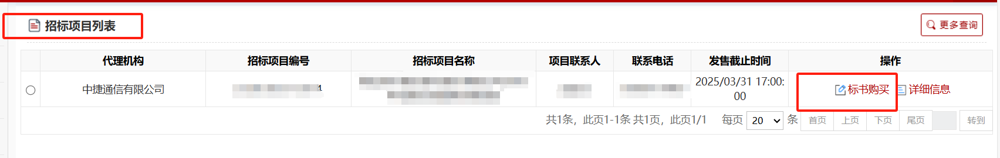 招标项目列表
更多查询
代理机构 招标项目编号 招标项目名称 项目联系人 联系电话 发售截止时间 操作
中捷通信有限公司 2025/03/31 17:00:00 标书购买 详细信息
共1条，此页1-1条 共1页，此页1/1 每页 20 条 首页 上页 下页 尾页 转到